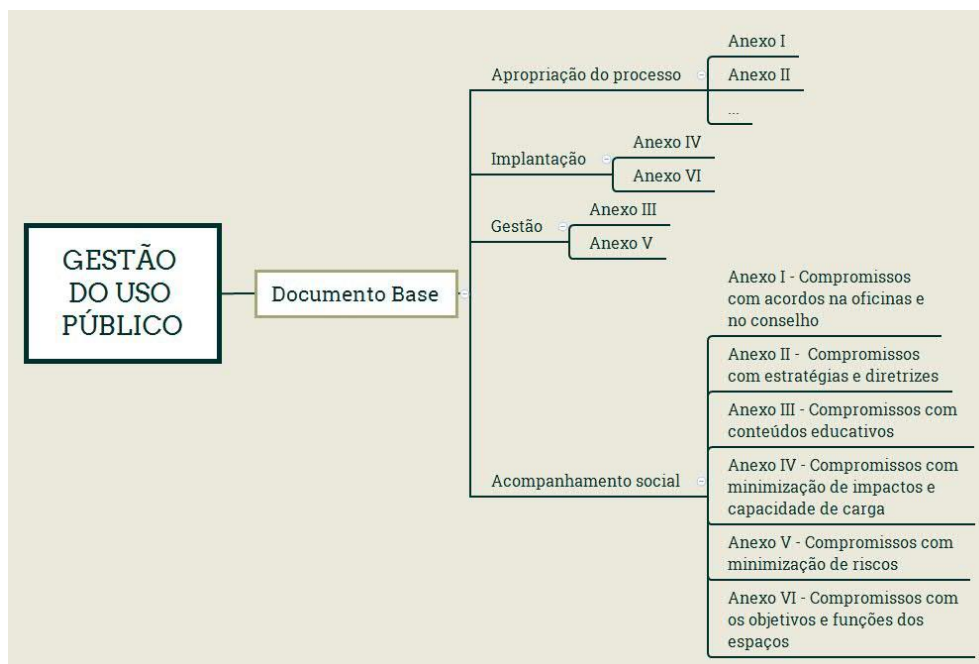 GESTÃO
DO USO
PÚBLICO
Documento Base
Apropriação do processo
Anexo I
Anexo II
...
Implantação
Anexo IV
Anexo VI
Gestão
Anexo III
Anexo V
Acompanhamento social
Anexo I - Compromissos
com acordos na oficinas e
no conselho
Anexo II - Compromissos
com estratégias e diretrizes
Anexo III - Compromissos com
conteúdos educativos
Anexo IV - Compromissos com
minimização de impactos e
capacidade de carga
Anexo V - Compromissos com
minimização de riscos
Anexo VI - Compromissos com
os objetivos e funções dos
espaços